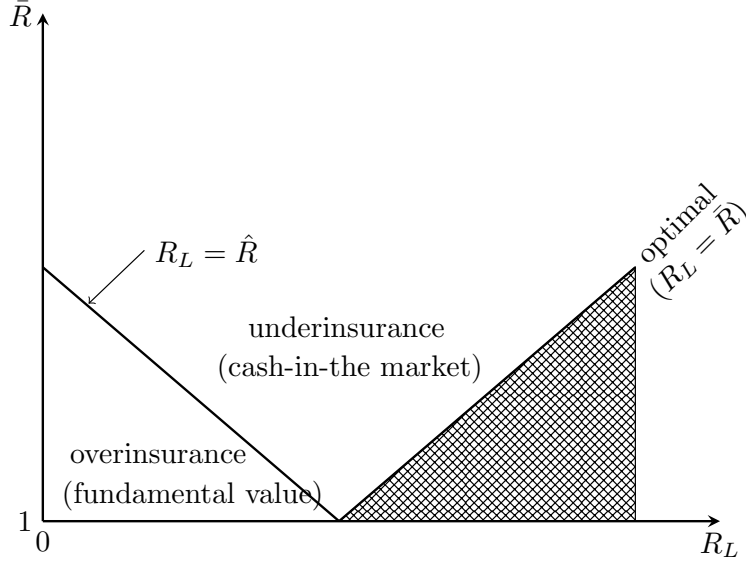 R̄
optimal
(R_L = R̄)
R_L = R̂
underinsurance
(cash-in-the market)
overinsurance
(fundamental value)
1
0
R_L